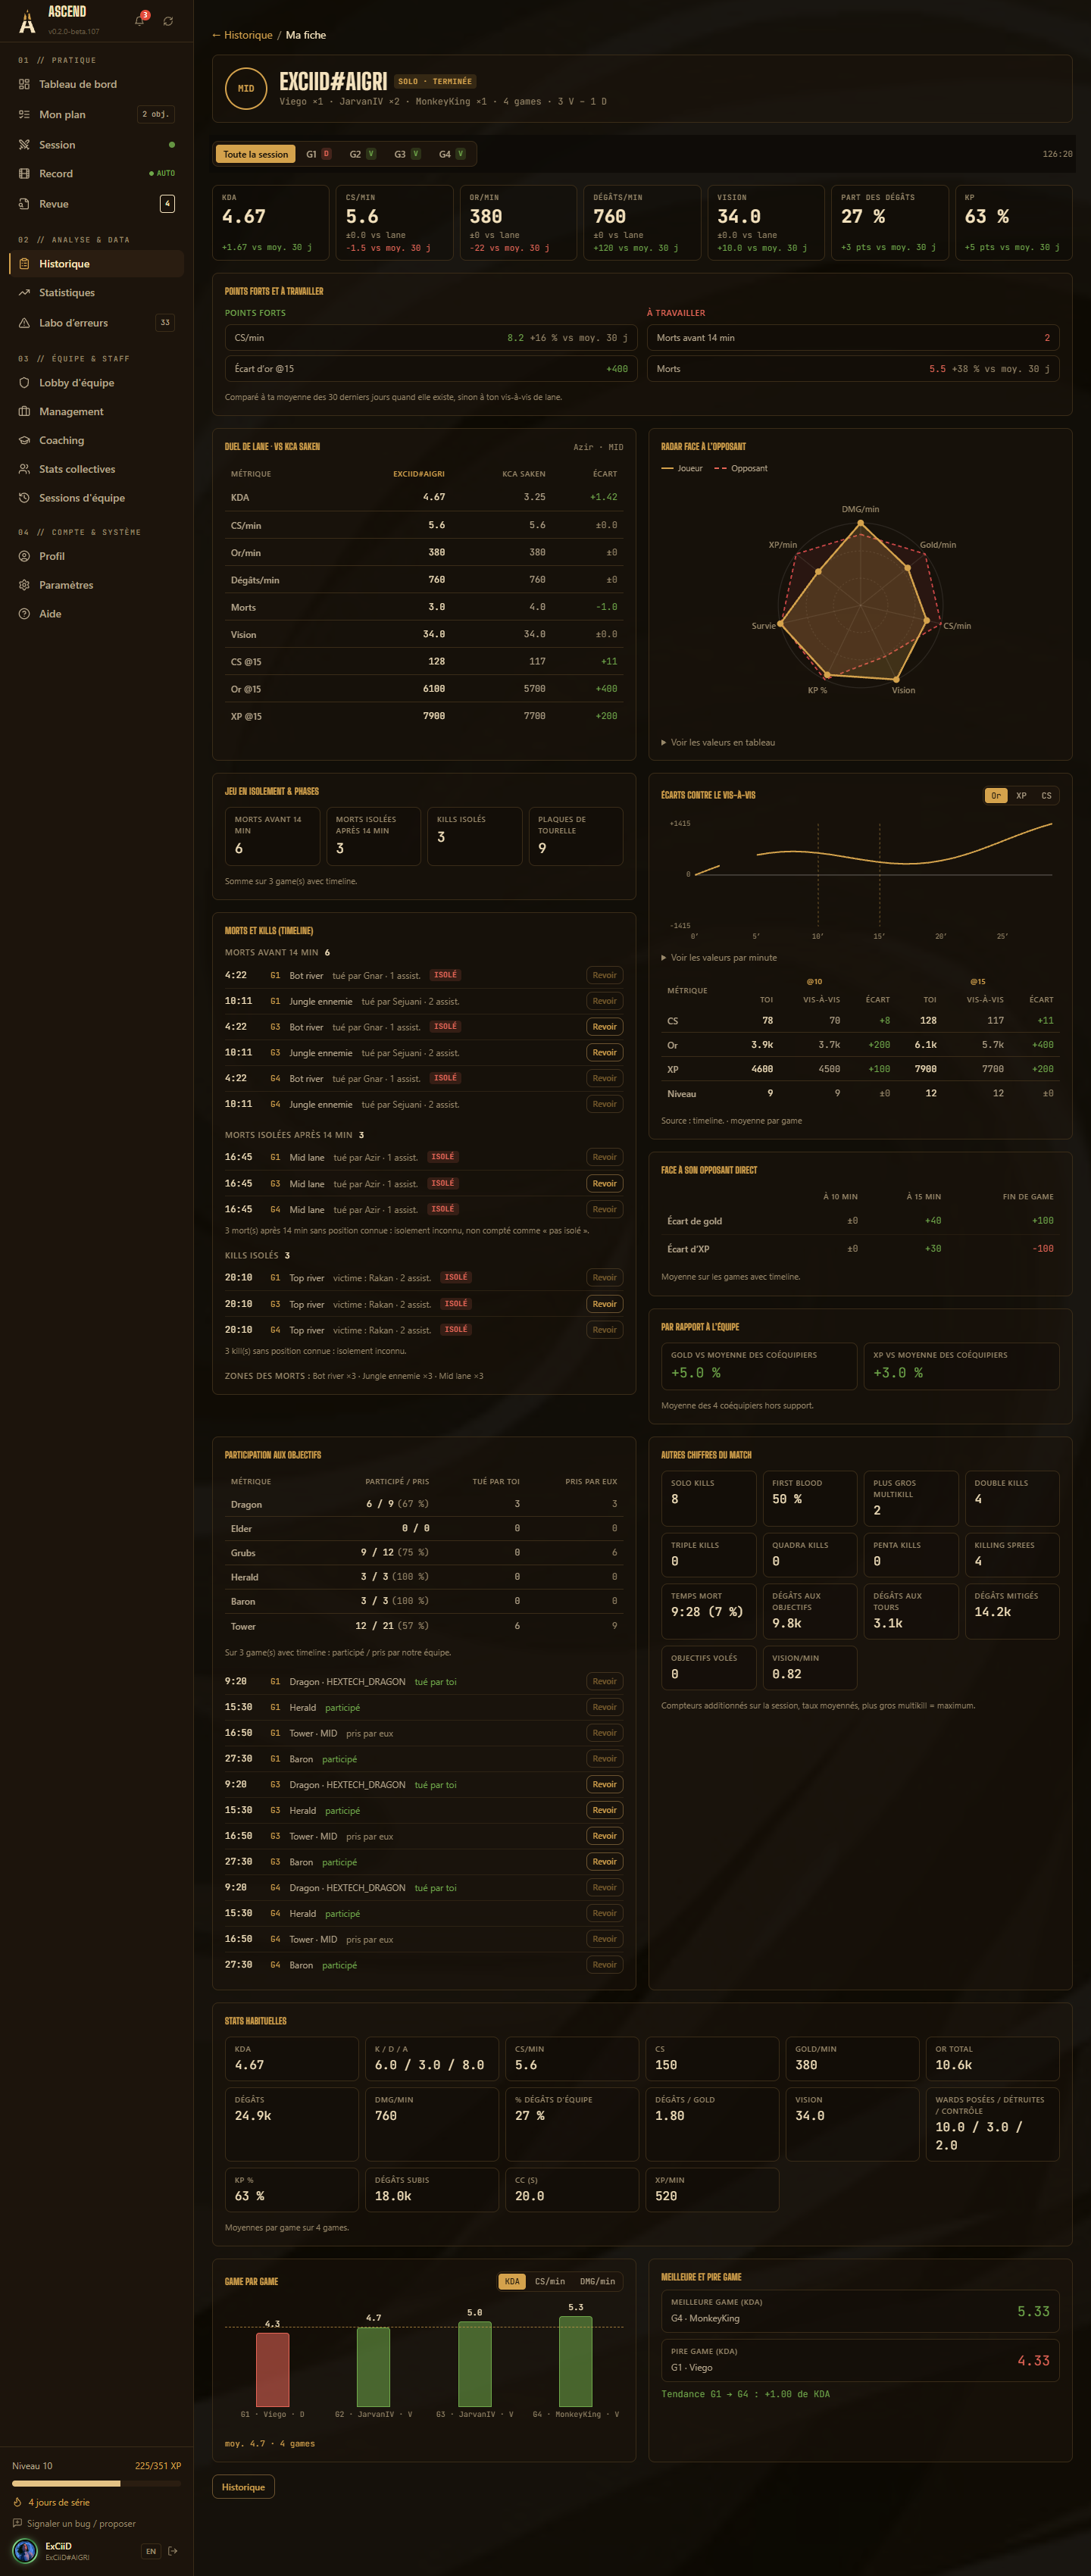 ASCEND
v0.2.0-beta.107
3
01 // PRATIQUE
Tableau de bord
Mon plan 2 obj.
Session
Record AUTO
Revue 4
02 // ANALYSE & DATA
Historique
Statistiques
Labo d'erreurs 33
03 // ÉQUIPE & STAFF
Lobby d'équipe
Management
Coaching
Stats collectives
Sessions d'équipe
04 // COMPTE & SYSTÈME
Profil
Paramètres
Aide
Niveau 10 225/351 XP
4 jours de série
Signaler un bug / proposer
ExCiiD
ExCiiD#AIGRI
EN
← Historique / Ma fiche
MID
EXCIID#AIGRI SOLO · TERMINÉE
Viego ×1 · JarvanIV ×2 · MonkeyKing ×1 · 4 games · 3 V – 1 D
Toute la session G1 D G2 V G3 V G4 V 126:20
KDA
4.67
+1.67 vs moy. 30 j
CS/MIN
5.6
±0.0 vs lane
-1.5 vs moy. 30 j
OR/MIN
380
±0 vs lane
-22 vs moy. 30 j
DÉGÂTS/MIN
760
±0 vs lane
+120 vs moy. 30 j
VISION
34.0
±0.0 vs lane
+10.0 vs moy. 30 j
PART DES DÉGÂTS
27 %
+3 pts vs moy. 30 j
KP
63 %
+5 pts vs moy. 30 j
POINTS FORTS ET À TRAVAILLER
POINTS FORTS
CS/min 8.2 +16 % vs moy. 30 j
Écart d'or @15 +400
À TRAVAILLER
Morts avant 14 min 2
Morts 5.5 +38 % vs moy. 30 j
Comparé à ta moyenne des 30 derniers jours quand elle existe, sinon à ton vis-à-vis de lane.
DUEL DE LANE · VS KCA SAKEN Azir · MID
MÉTRIQUE EXCIID#AIGRI KCA SAKEN ÉCART
KDA 4.67 3.25 +1.42
CS/min 5.6 5.6 ±0.0
Or/min 380 380 ±0
Dégâts/min 760 760 ±0
Morts 3.0 4.0 -1.0
Vision 34.0 34.0 ±0.0
CS @15 128 117 +11
Or @15 6100 5700 +400
XP @15 7900 7700 +200
RADAR FACE À L'OPPOSANT
Joueur Opposant
DMG/min
XP/min Gold/min
Survie CS/min
KP % Vision
▶ Voir les valeurs en tableau
JEU EN ISOLEMENT & PHASES
MORTS AVANT 14 MIN
6
MORTS ISOLÉES APRÈS 14 MIN
3
KILLS ISOLÉS
3
PLAQUES DE TOURELLE
9
Somme sur 3 game(s) avec timeline.
MORTS ET KILLS (TIMELINE)
MORTS AVANT 14 MIN 6
4:22 G1 Bot river tué par Gnar · 1 assist. ISOLÉ Revoir
10:11 G1 Jungle ennemie tué par Sejuani · 2 assist. Revoir
4:22 G3 Bot river tué par Gnar · 1 assist. ISOLÉ Revoir
10:11 G3 Jungle ennemie tué par Sejuani · 2 assist. Revoir
4:22 G4 Bot river tué par Gnar · 1 assist. ISOLÉ Revoir
10:11 G4 Jungle ennemie tué par Sejuani · 2 assist. Revoir
MORTS ISOLÉES APRÈS 14 MIN 3
16:45 G1 Mid lane tué par Azir · 1 assist. ISOLÉ Revoir
16:45 G3 Mid lane tué par Azir · 1 assist. ISOLÉ Revoir
16:45 G4 Mid lane tué par Azir · 1 assist. ISOLÉ Revoir
3 mort(s) après 14 min sans position connue : isolement inconnu, non compté comme « pas isolé ».
KILLS ISOLÉS 3
20:10 G1 Top river victime : Rakan · 2 assist. ISOLÉ Revoir
20:10 G3 Top river victime : Rakan · 2 assist. ISOLÉ Revoir
20:10 G4 Top river victime : Rakan · 2 assist. ISOLÉ Revoir
3 kill(s) sans position connue : isolement inconnu.
ZONES DES MORTS : Bot river ×3 · Jungle ennemie ×3 · Mid lane ×3
ÉCARTS CONTRE LE VIS-À-VIS Or XP CS
+1415
0
-1415
0' 5' 10' 15' 20' 25'
▶ Voir les valeurs par minute
@10 @15
MÉTRIQUE TOI VIS-À-VIS ÉCART TOI VIS-À-VIS ÉCART
CS 78 70 +8 128 117 +11
Or 3.9k 3.7k +200 6.1k 5.7k +400
XP 4600 4500 +100 7900 7700 +200
Niveau 9 9 ±0 12 12 ±0
Source : timeline. · moyenne par game
FACE À SON OPPOSANT DIRECT
À 10 MIN À 15 MIN FIN DE GAME
Écart de gold ±0 +40 +100
Écart d'XP ±0 +30 -100
Moyenne sur les games avec timeline.
PAR RAPPORT À L'ÉQUIPE
GOLD VS MOYENNE DES COÉQUIPIERS
+5.0 %
XP VS MOYENNE DES COÉQUIPIERS
+3.0 %
Moyenne des 4 coéquipiers hors support.
PARTICIPATION AUX OBJECTIFS
MÉTRIQUE PARTICIPÉ / PRIS TUÉ PAR TOI PRIS PAR EUX
Dragon 6 / 9 (67 %) 3 3
Elder 0 / 0 0 0
Grubs 9 / 12 (75 %) 0 6
Herald 3 / 3 (100 %) 0 0
Baron 3 / 3 (100 %) 0 0
Tower 12 / 21 (57 %) 6 9
Sur 3 game(s) avec timeline : participé / pris par notre équipe.
9:20 G1 Dragon · HEXTECH_DRAGON tué par toi Revoir
15:30 G1 Herald participé Revoir
16:50 G1 Tower · MID pris par eux Revoir
27:30 G1 Baron participé Revoir
9:20 G3 Dragon · HEXTECH_DRAGON tué par toi Revoir
15:30 G3 Herald participé Revoir
16:50 G3 Tower · MID pris par eux Revoir
27:30 G3 Baron participé Revoir
9:20 G4 Dragon · HEXTECH_DRAGON tué par toi Revoir
15:30 G4 Herald participé Revoir
16:50 G4 Tower · MID pris par eux Revoir
27:30 G4 Baron participé Revoir
AUTRES CHIFFRES DU MATCH
SOLO KILLS
8
FIRST BLOOD
50 %
PLUS GROS MULTIKILL
2
DOUBLE KILLS
4
TRIPLE KILLS
0
QUADRA KILLS
0
PENTA KILLS
0
KILLING SPREES
4
TEMPS MORT
9:28 (7 %)
DÉGÂTS AUX OBJECTIFS
9.8k
DÉGÂTS AUX TOURS
3.1k
DÉGÂTS MITIGÉS
14.2k
OBJECTIFS VOLÉS
0
VISION/MIN
0.82
Compteurs additionnés sur la session, taux moyennés, plus gros multikill = maximum.
STATS HABITUELLES
KDA
4.67
K / D / A
6.0 / 3.0 / 8.0
CS/MIN
5.6
CS
150
GOLD/MIN
380
OR TOTAL
10.6k
DÉGÂTS
24.9k
DMG/MIN
760
% DÉGÂTS D'ÉQUIPE
27 %
DÉGÂTS / GOLD
1.80
VISION
34.0
WARDS POSÉES / DÉTRUITES
/ CONTRÔLE
10.0 / 3.0 /
2.0
KP %
63 %
DÉGÂTS SUBIS
18.0k
CC (S)
20.0
XP/MIN
520
Moyennes par game sur 4 games.
GAME PAR GAME KDA CS/min DMG/min
4.3 4.7 5.0 5.3
G1 · Viego · D G2 · JarvanIV · V G3 · JarvanIV · V G4 · MonkeyKing · V
moy. 4.7 · 4 games
MEILLEURE ET PIRE GAME
MEILLEURE GAME (KDA)
G4 · MonkeyKing 5.33
PIRE GAME (KDA)
G1 · Viego 4.33
Tendance G1 → G4 : +1.00 de KDA
Historique